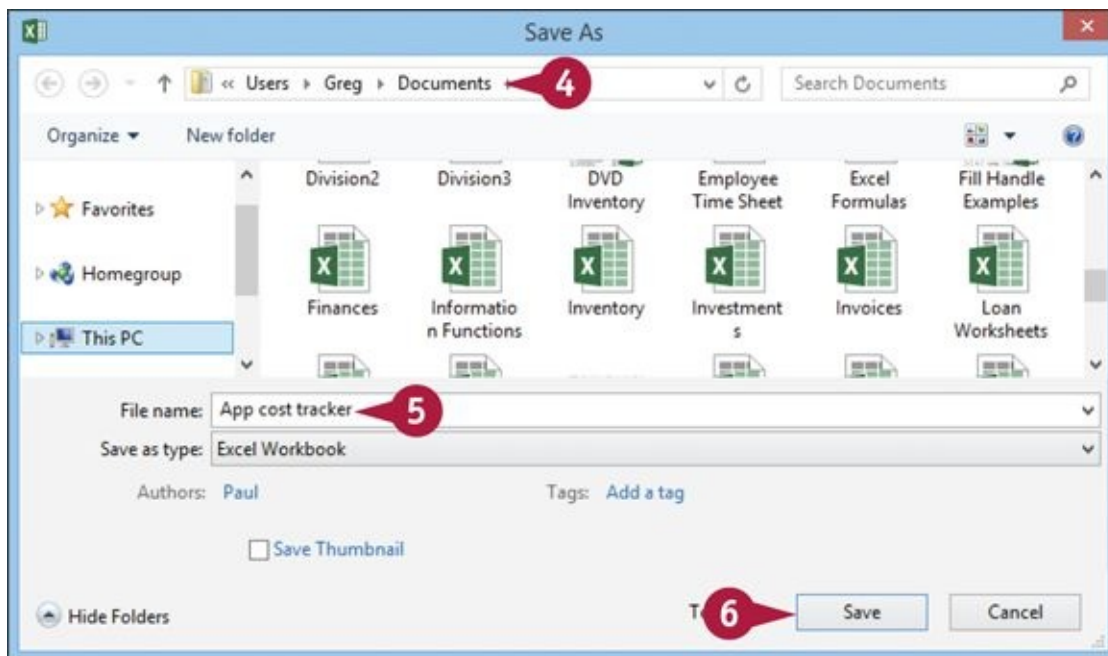 Save As
« Users Greg Documents 4
Search Documents
Organize New folder
Favorites
Homegroup
This PC
Division2 Division3 DVD Inventory Employee Time Sheet Excel Formulas Fill Handle Examples
Finances Informatio n Functions Inventory Investment s Invoices Loan Worksheets
File name: App cost tracker 5
Save as type: Excel Workbook
Authors: Paul Tags: Add a tag
Save Thumbnail
Hide Folders 6 Save Cancel